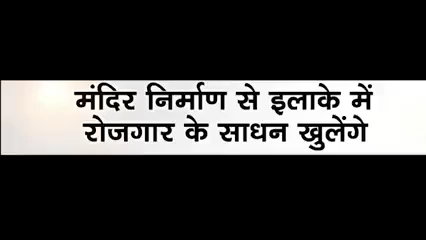 मंदिर निर्माण से इलाके में
रोजगार के साधन खुलेंगे